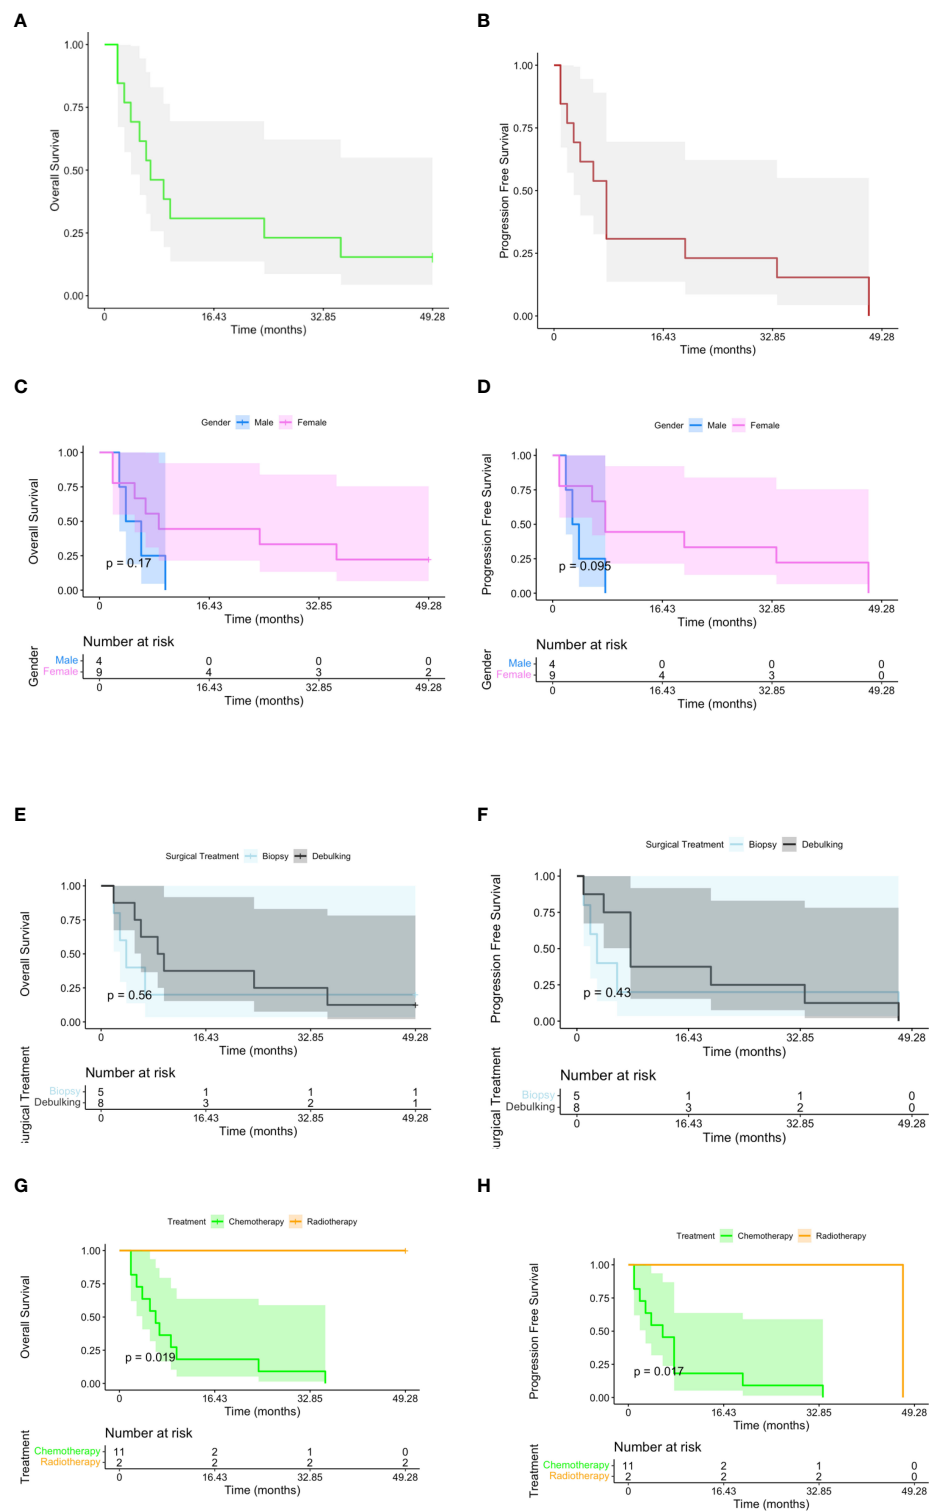 A
1.00
0.75
0.50
0.25
0.00
Overall Survival
0 16.43 32.85 49.28
Time (months)
B
1.00
0.75
0.50
0.25
0.00
Progression Free Survival
0 16.43 32.85 49.28
Time (months)
C
Gender Male Female
1.00
0.75
0.50
0.25
0.00
Overall Survival
p = 0.17
0 16.43 32.85 49.28
Time (months)
Number at risk
Gender
Male 4 0 0 0
Female 9 4 3 2
0 16.43 32.85 49.28
Time (months)
D
Gender Male Female
1.00
0.75
0.50
0.25
0.00
Progression Free Survival
p = 0.095
0 16.43 32.85 49.28
Time (months)
Number at risk
Gender
Male 4 0 0 0
Female 9 4 3 0
0 16.43 32.85 49.28
Time (months)
E
Surgical Treatment Biopsy Debulking
1.00
0.75
0.50
0.25
0.00
Overall Survival
p = 0.56
0 16.43 32.85 49.28
Time (months)
Number at risk
urgical Treatment
Biopsy 5 1 1 1
Debulking 8 3 2 1
0 16.43 32.85 49.28
Time (months)
F
Surgical Treatment Biopsy Debulking
1.00
0.75
0.50
0.25
0.00
Progression Free Survival
p = 0.43
0 16.43 32.85 49.28
Time (months)
Number at risk
urgical Treatment
Biopsy 5 1 1 0
Debulking 8 3 2 0
0 16.43 32.85 49.28
Time (months)
G
Treatment Chemotherapy Radiotherapy
1.00
0.75
0.50
0.25
0.00
Overall Survival
p = 0.019
0 16.43 32.85 49.28
Time (months)
Number at risk
Treatment
Chemotherapy 11 2 1 0
Radiotherapy 2 2 2 2
0 16.43 32.85 49.28
Time (months)
H
Treatment Chemotherapy Radiotherapy
1.00
0.75
0.50
0.25
0.00
Progression Free Survival
p = 0.017
0 16.43 32.85 49.28
Time (months)
Number at risk
Treatment
Chemotherapy 11 2 1 0
Radiotherapy 2 2 2 0
0 16.43 32.85 49.28
Time (months)